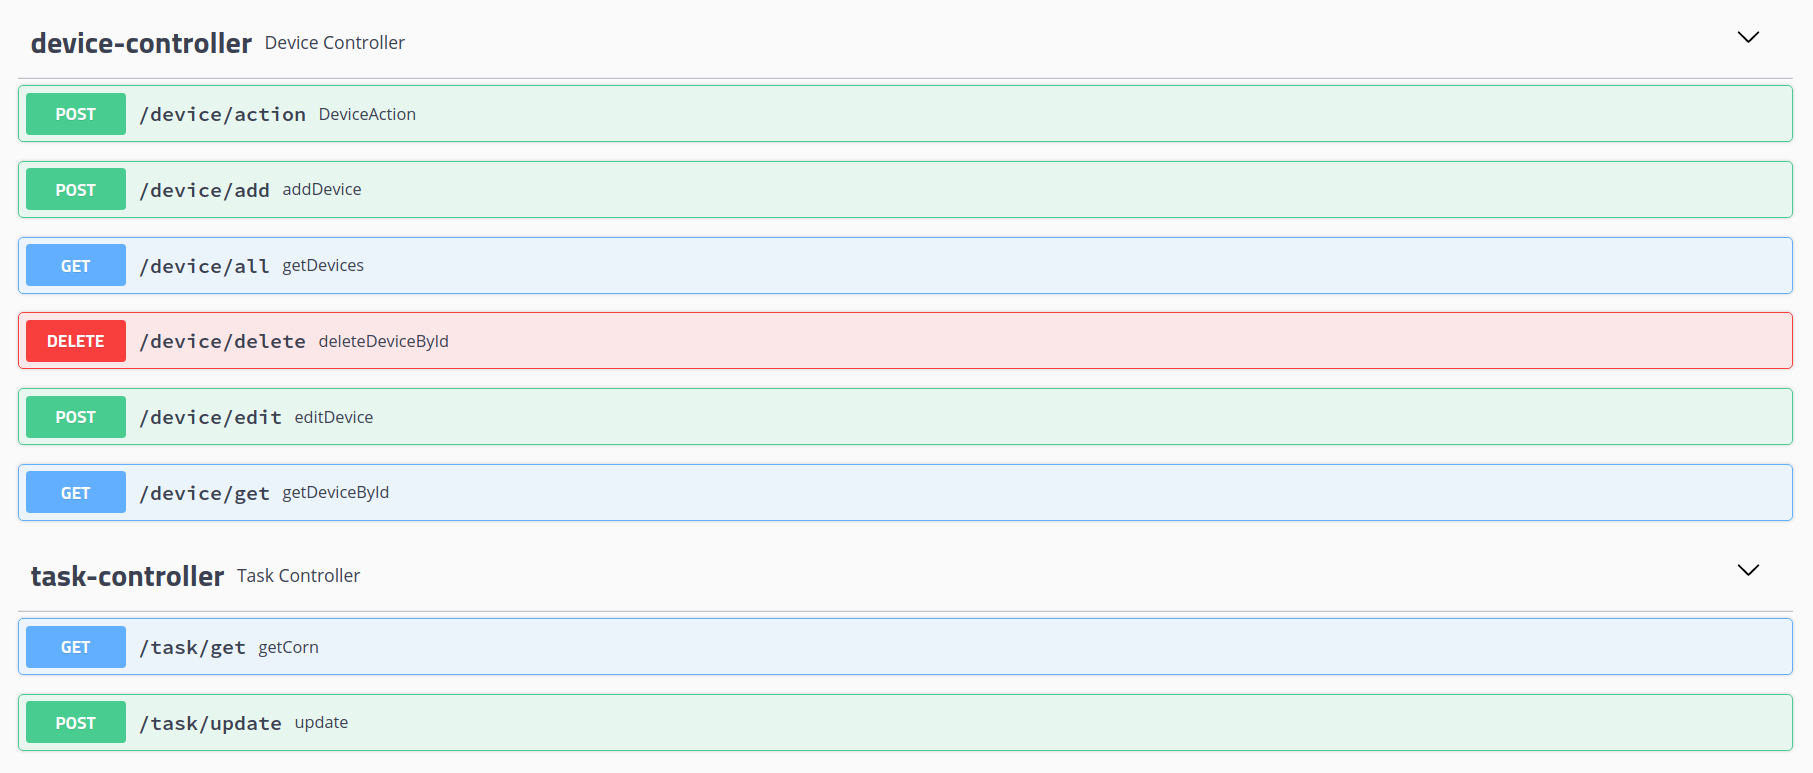 device-controller Device Controller
POST /device/action DeviceAction
POST /device/add addDevice
GET /device/all getDevices
DELETE /device/delete deleteDeviceById
POST /device/edit editDevice
GET /device/get getDeviceById
task-controller Task Controller
GET /task/get getCorn
POST /task/update update